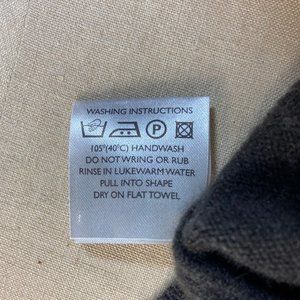 WASHING INSTRUCTIONS
P
105°(40°C) HANDWASH
DO NOT WRING OR RUB
RINSE IN LUKEWARM WATER
PULL INTO SHAPE
DRY ON FLAT TOWEL